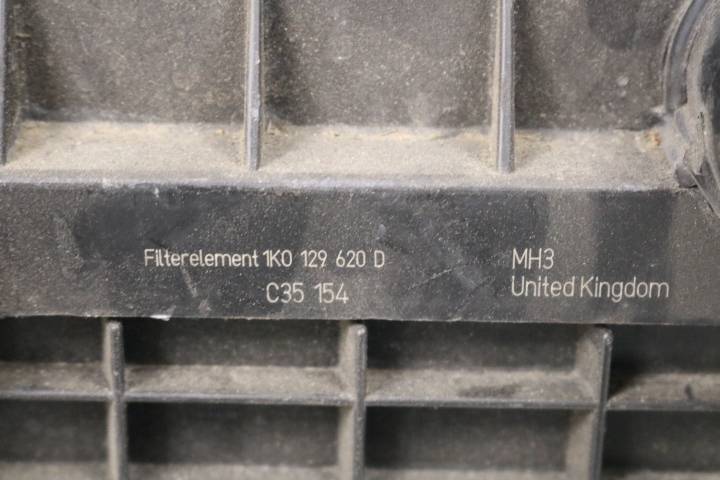 Filterelement 1K0 129 620 D
C35 154
MH3
United Kingdom